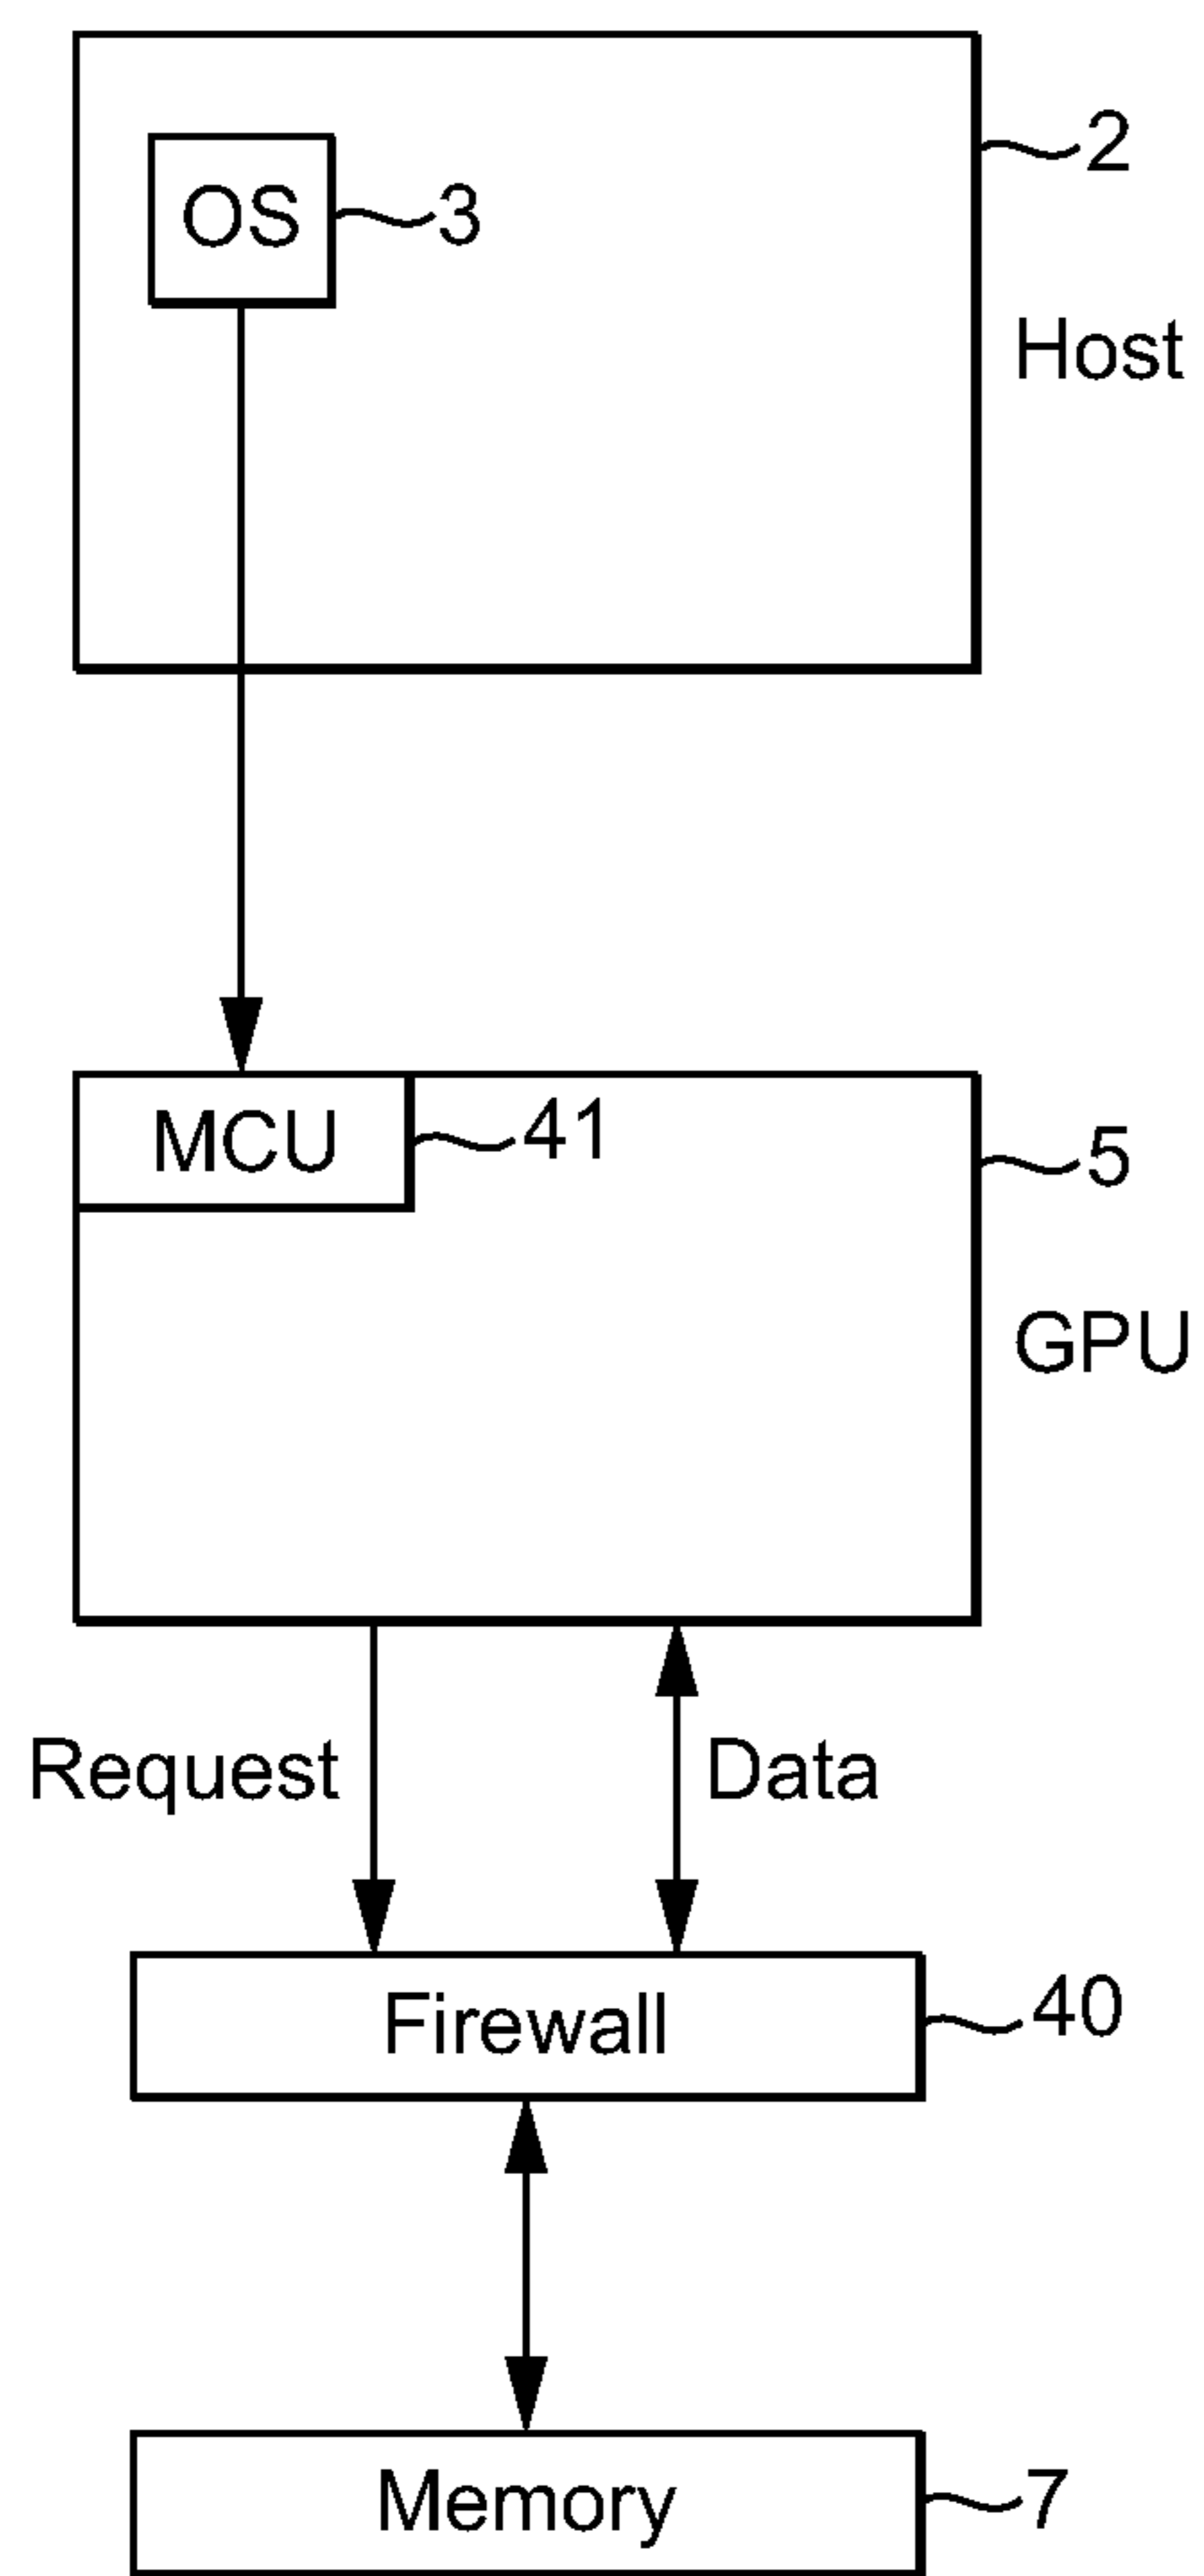 2
OS
3
Host
MCU
41
5
GPU
Request
Data
Firewall
40
Memory
7